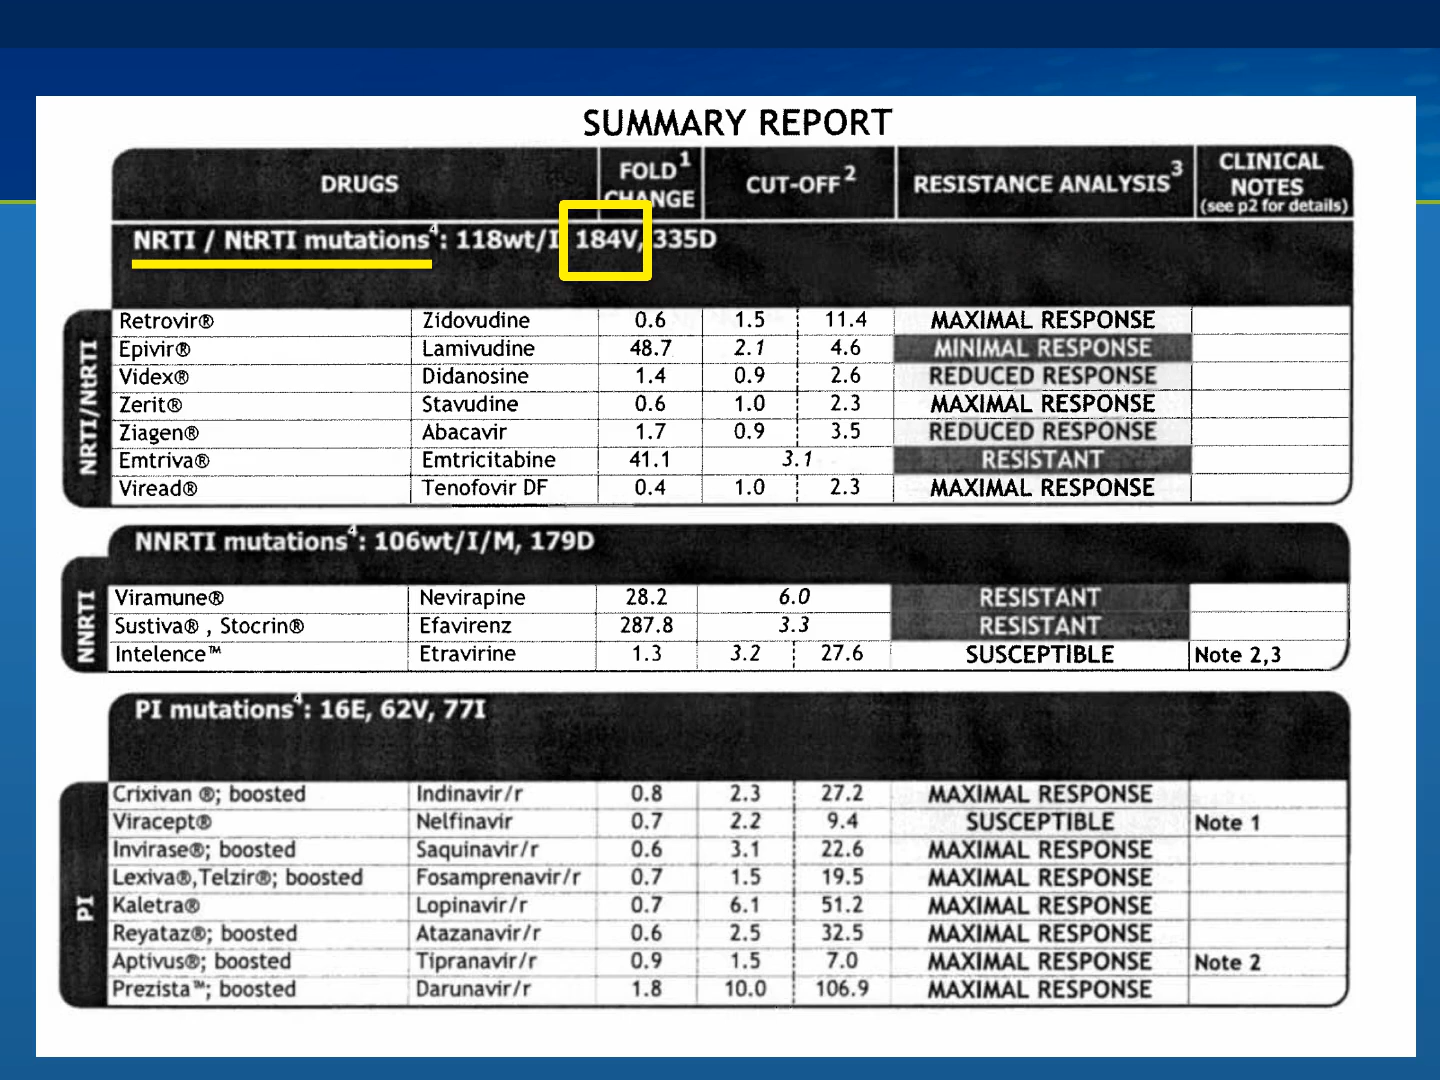 SUMMARY REPORT
DRUGS FOLD CHANGE1 CUT-OFF2 RESISTANCE ANALYSIS3 CLINICAL NOTES (see p2 for details)
NRTI / NtRTI mutations4: 118wt/I, 184V, 335D
NRTI/NtRTI
Retrovir® Zidovudine 0.6 1.5 11.4 MAXIMAL RESPONSE
Epivir® Lamivudine 48.7 2.1 4.6 MINIMAL RESPONSE
Videx® Didanosine 1.4 0.9 2.6 REDUCED RESPONSE
Zerit® Stavudine 0.6 1.0 2.3 MAXIMAL RESPONSE
Ziagen® Abacavir 1.7 0.9 3.5 REDUCED RESPONSE
Emtriva® Emtricitabine 41.1 3.1 RESISTANT
Viread® Tenofovir DF 0.4 1.0 2.3 MAXIMAL RESPONSE
NNRTI mutations4: 106wt/I/M, 179D
NNRTI
Viramune® Nevirapine 28.2 6.0 RESISTANT
Sustiva® , Stocrin® Efavirenz 287.8 3.3 RESISTANT
Intelence™ Etravirine 1.3 3.2 27.6 SUSCEPTIBLE Note 2,3
PI mutations4: 16E, 62V, 77I
PI
Crixivan ®; boosted Indinavir/r 0.8 2.3 27.2 MAXIMAL RESPONSE
Viracept® Nelfinavir 0.7 2.2 9.4 SUSCEPTIBLE Note 1
Invirase®; boosted Saquinavir/r 0.6 3.1 22.6 MAXIMAL RESPONSE
Lexiva®,Telzir®; boosted Fosamprenavir/r 0.7 1.5 19.5 MAXIMAL RESPONSE
Kaletra® Lopinavir/r 0.7 6.1 51.2 MAXIMAL RESPONSE
Reyataz®; boosted Atazanavir/r 0.6 2.5 32.5 MAXIMAL RESPONSE
Aptivus®; boosted Tipranavir/r 0.9 1.5 7.0 MAXIMAL RESPONSE Note 2
Prezista™; boosted Darunavir/r 1.8 10.0 106.9 MAXIMAL RESPONSE